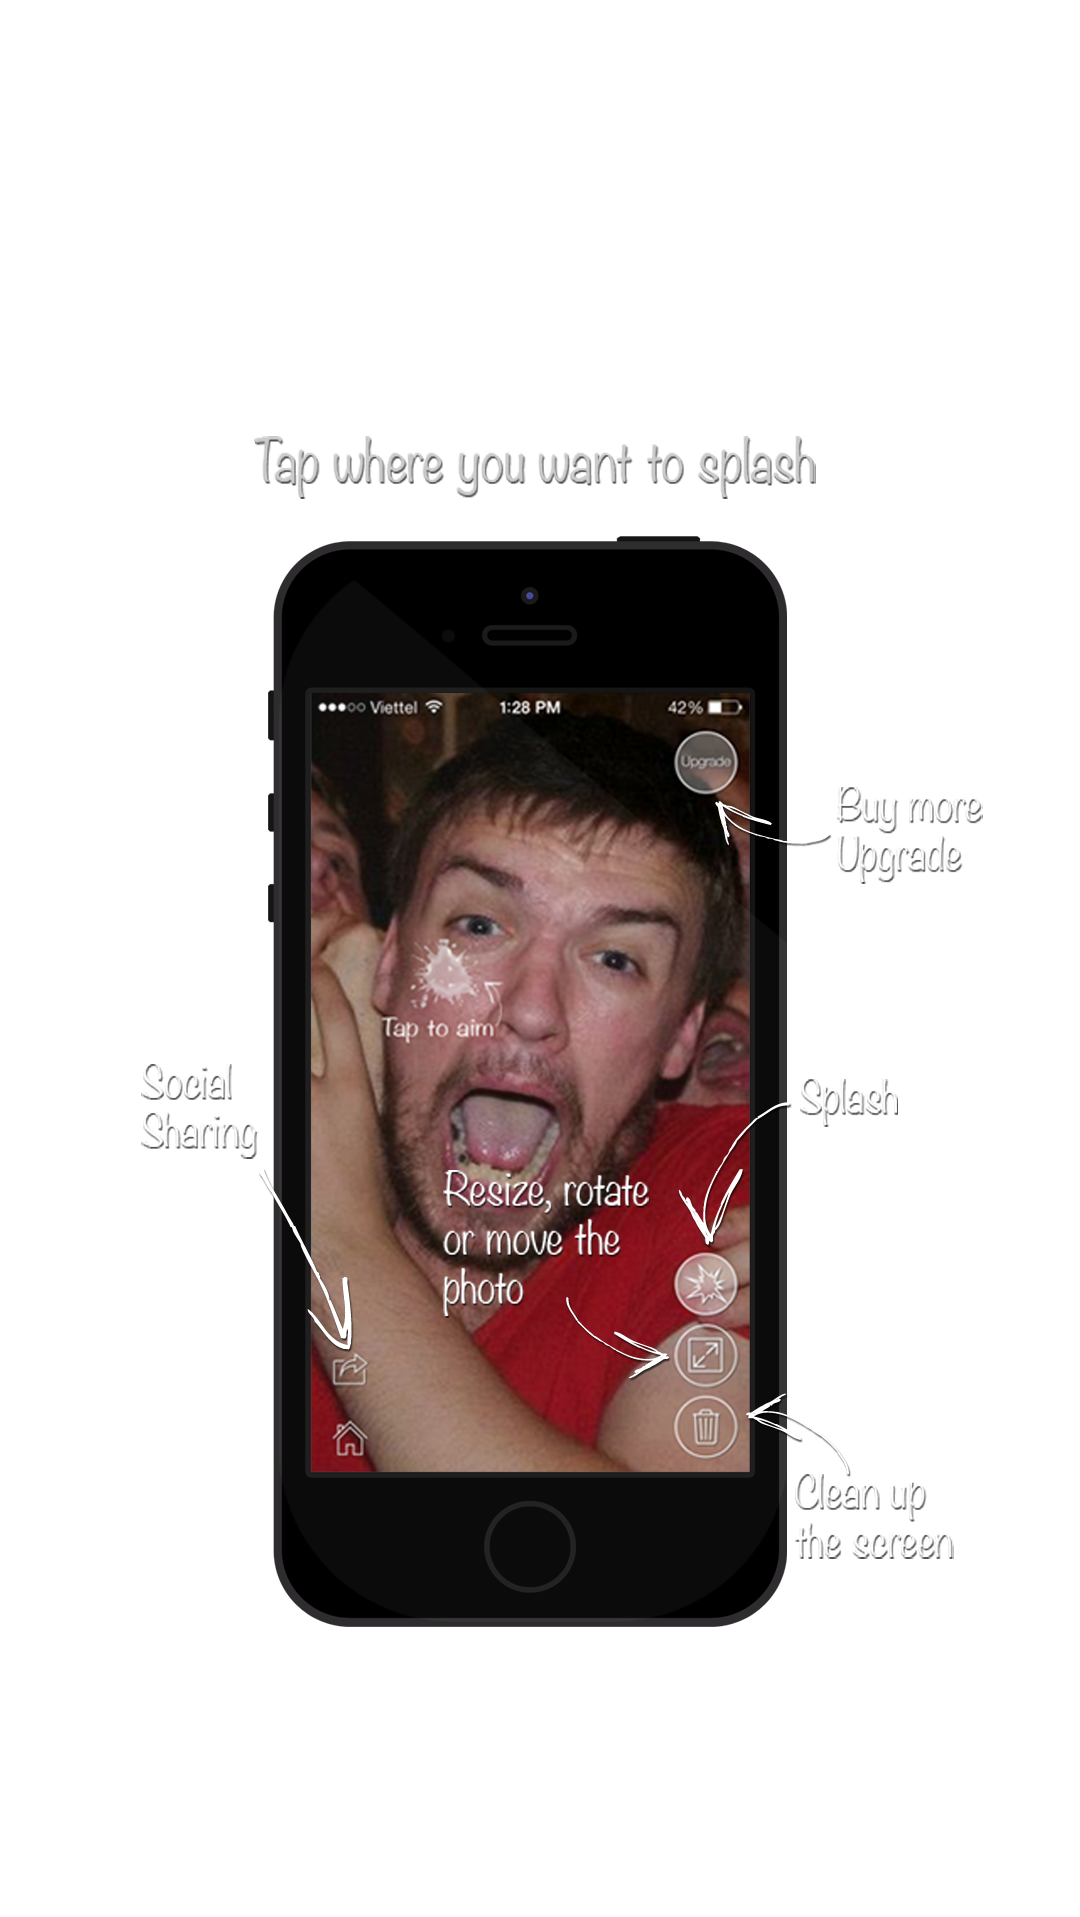 Tap where you want to splash
Viettel 1:28 PM 42%
Upgrade
Buy more
Upgrade
Tap to aim
Social
Sharing
Splash
Resize, rotate
or move the
photo
Clean up
the screen